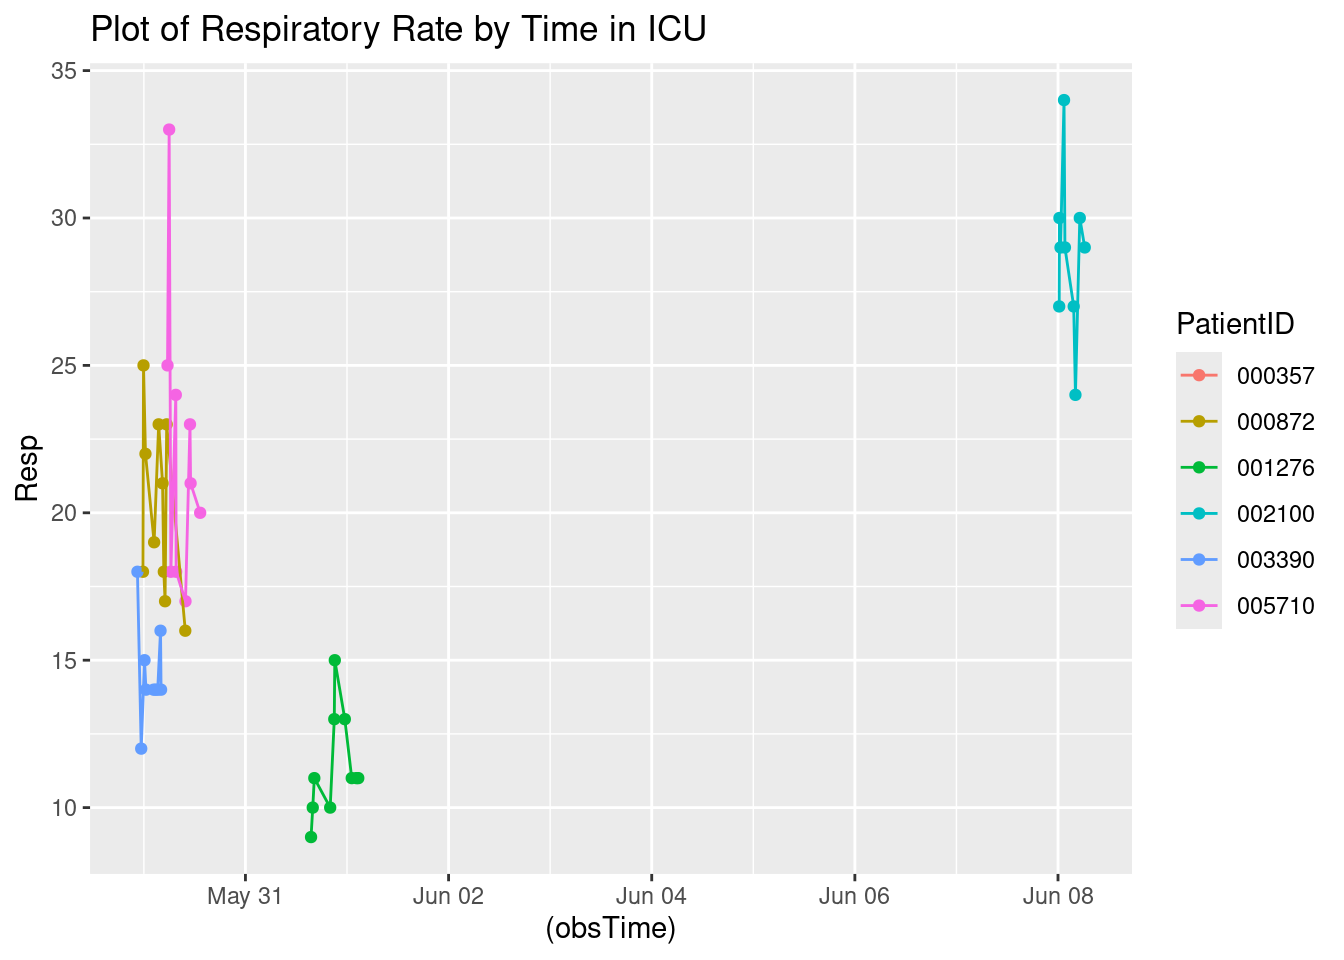 Plot of Respiratory Rate by Time in ICU
35
30
25
20
15
10
Resp
May 31
Jun 02
Jun 04
Jun 06
Jun 08
(obsTime)
PatientID
000357
000872
001276
002100
003390
005710